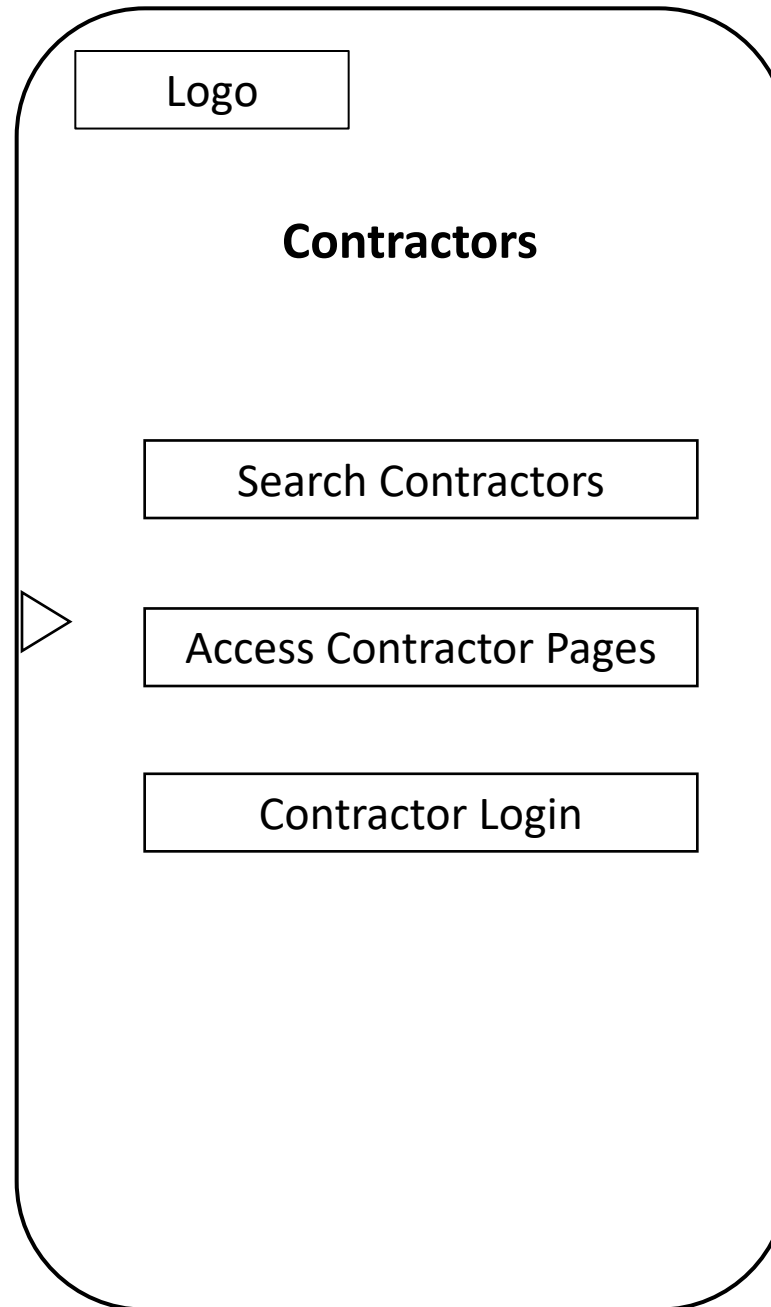 Logo
Contractors
Search Contractors
Access Contractor Pages
Contractor Login